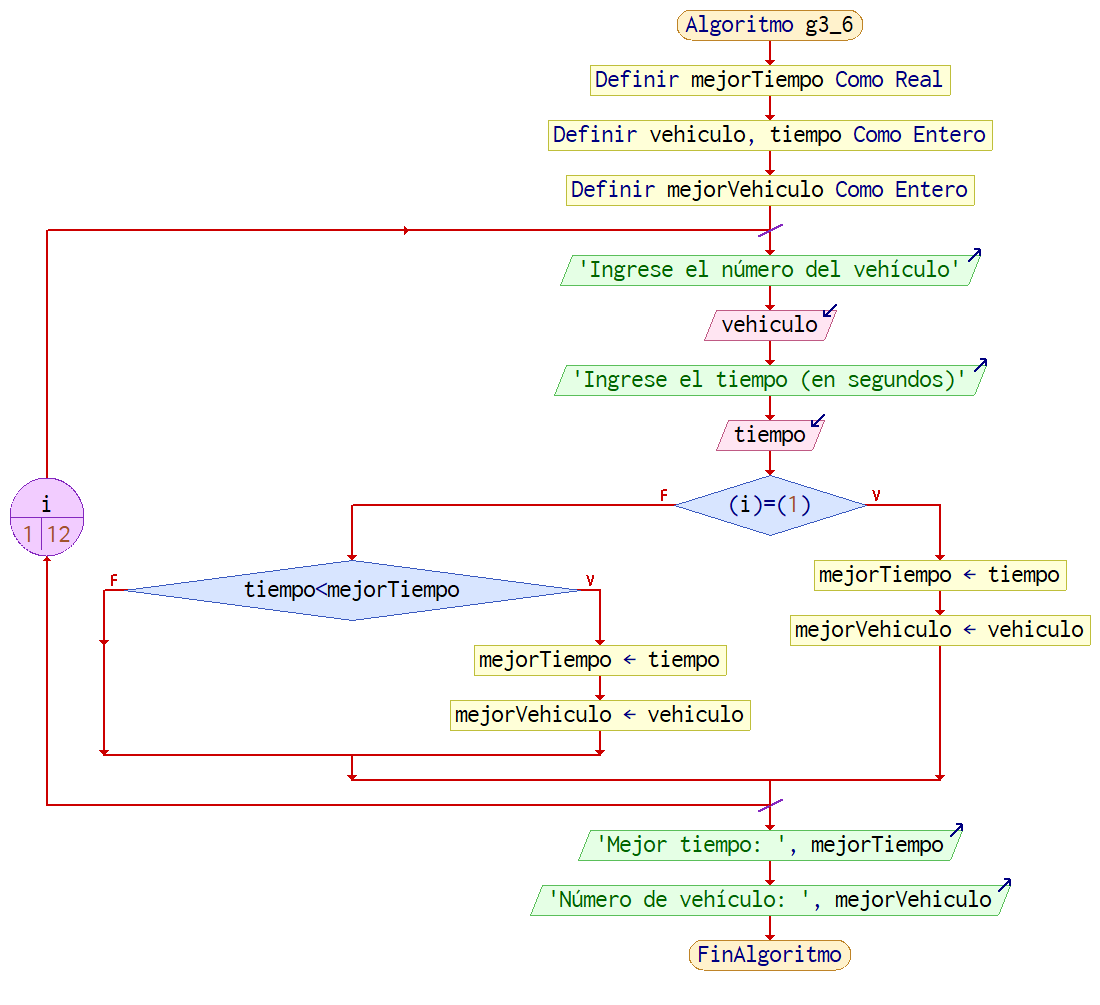 Algoritmo g3_6
Definir mejorTiempo Como Real
Definir vehiculo, tiempo Como Entero
Definir mejorVehiculo Como Entero
'Ingrese el número del vehículo'
vehiculo
'Ingrese el tiempo (en segundos)'
tiempo
i
1 12
F
(i)=(1)
V
F
tiempo<mejorTiempo
V
mejorTiempo ← tiempo
mejorVehiculo ← vehiculo
mejorTiempo ← tiempo
mejorVehiculo ← vehiculo
'Mejor tiempo: ', mejorTiempo
'Número de vehículo: ', mejorVehiculo
FinAlgoritmo